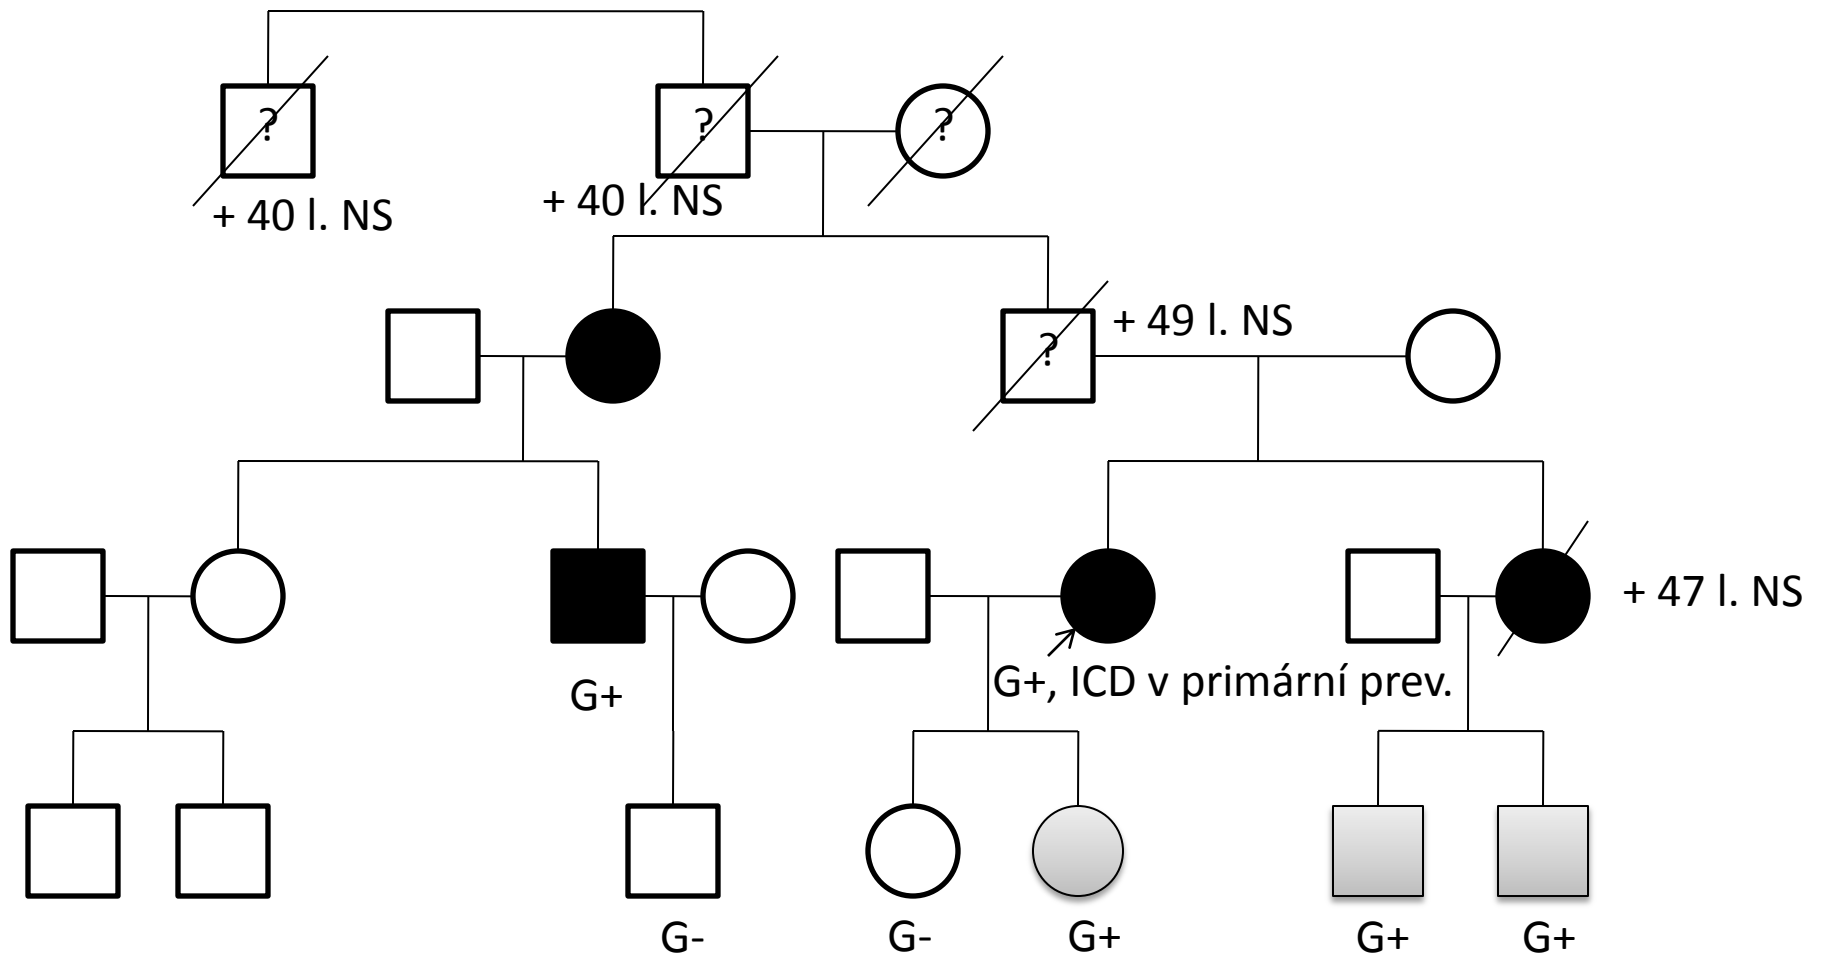 ? ? ?
+ 40 l. NS + 40 l. NS
+ 49 l. NS
?
+ 47 l. NS
G+
G+, ICD v primární prev.
G- G- G+ G+ G+